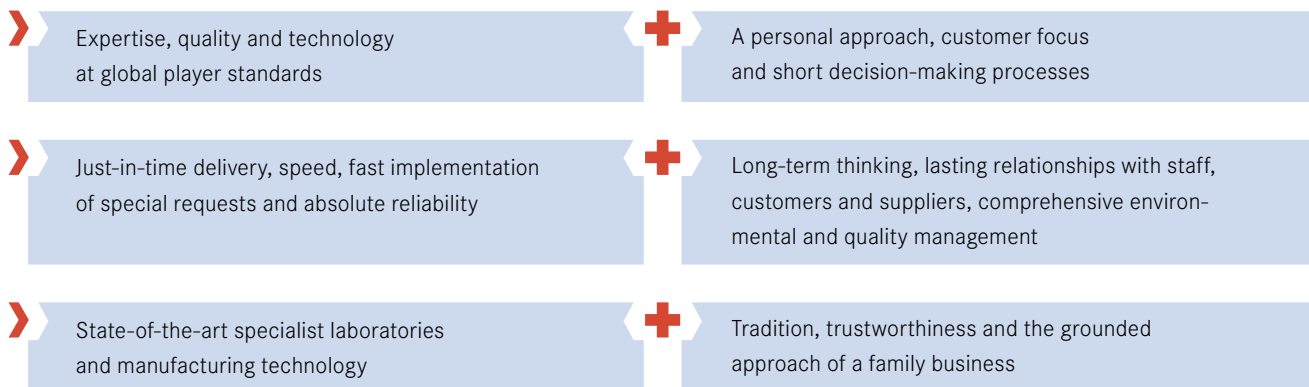 Expertise, quality and technology
at global player standards
A personal approach, customer focus
and short decision-making processes
Just-in-time delivery, speed, fast implementation
of special requests and absolute reliability
Long-term thinking, lasting relationships with staff,
customers and suppliers, comprehensive environ-
mental and quality management
State-of-the-art specialist laboratories
and manufacturing technology
Tradition, trustworthiness and the grounded
approach of a family business